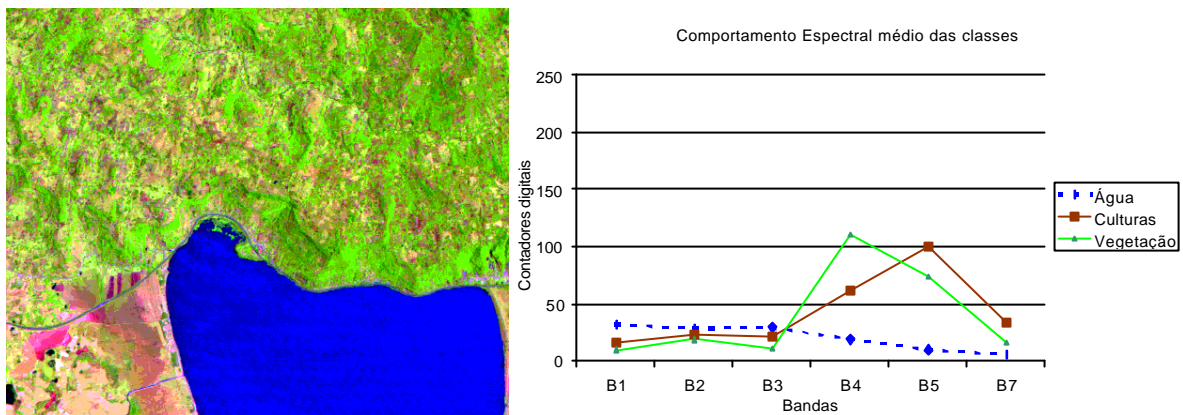 Comportamento Espectral médio das classes
250
200
150
100
50
0
Contadores digitais
B1 B2 B3 B4 B5 B7
Bandas
Água
Culturas
Vegetação